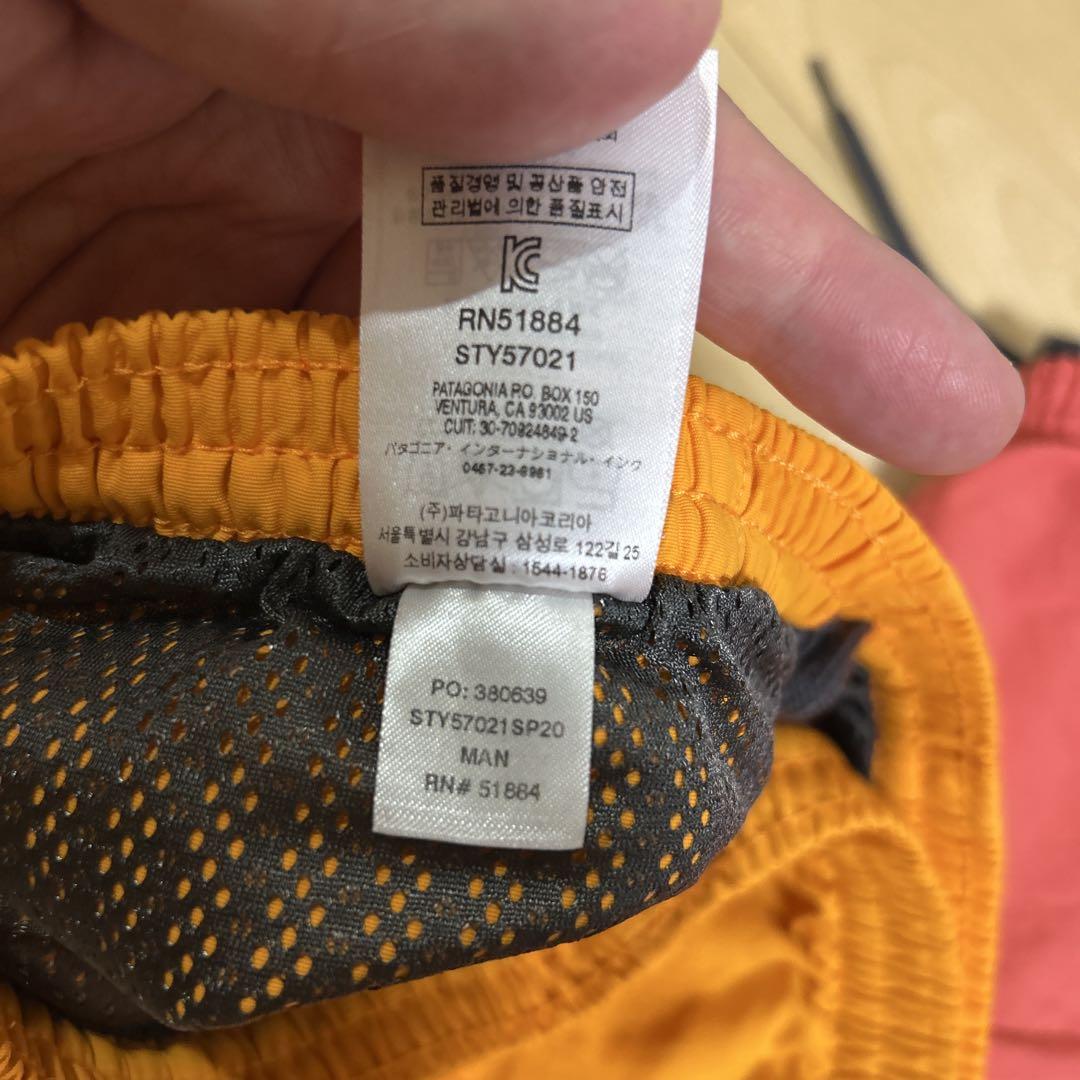 품질경영 및 공산품 안전
관리법에 의한 품질표시
RN51884
STY57021
PATAGONIA P.O. BOX 150
VENTURA, CA 93002 US
CUIT: 30-70924849-2
パタゴニア・インターナショナル・インク
0467-23-8961
(주)파타고니아코리아
서울특별시 강남구 삼성로 122길 25
소비자상담실 : 1544-1876
PO: 380639
STY57021SP20
MAN
RN# 51884